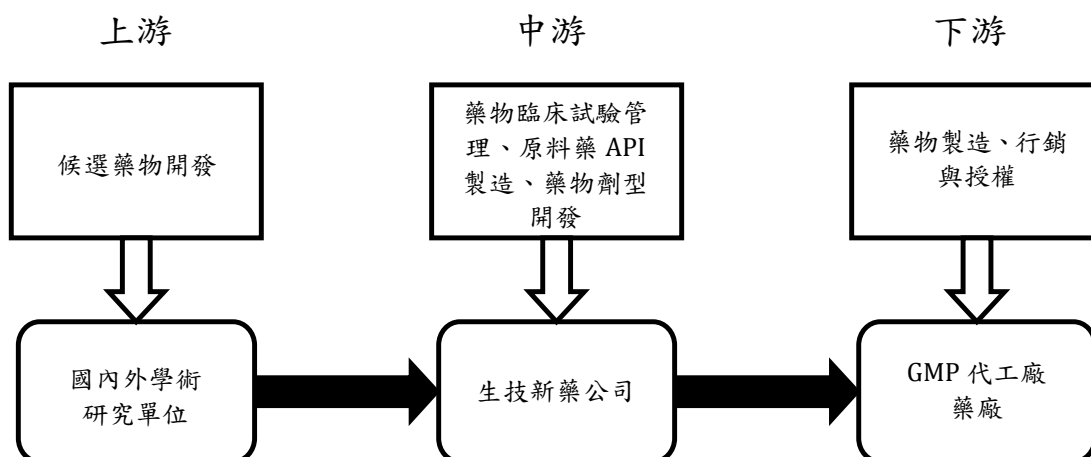 上游
中游
下游
候選藥物開發
藥物臨床試驗管
理、原料藥 API
製造、藥物劑型
開發
藥物製造、行銷
與授權
國內外學術
研究單位
生技新藥公司
GMP 代工廠
藥廠